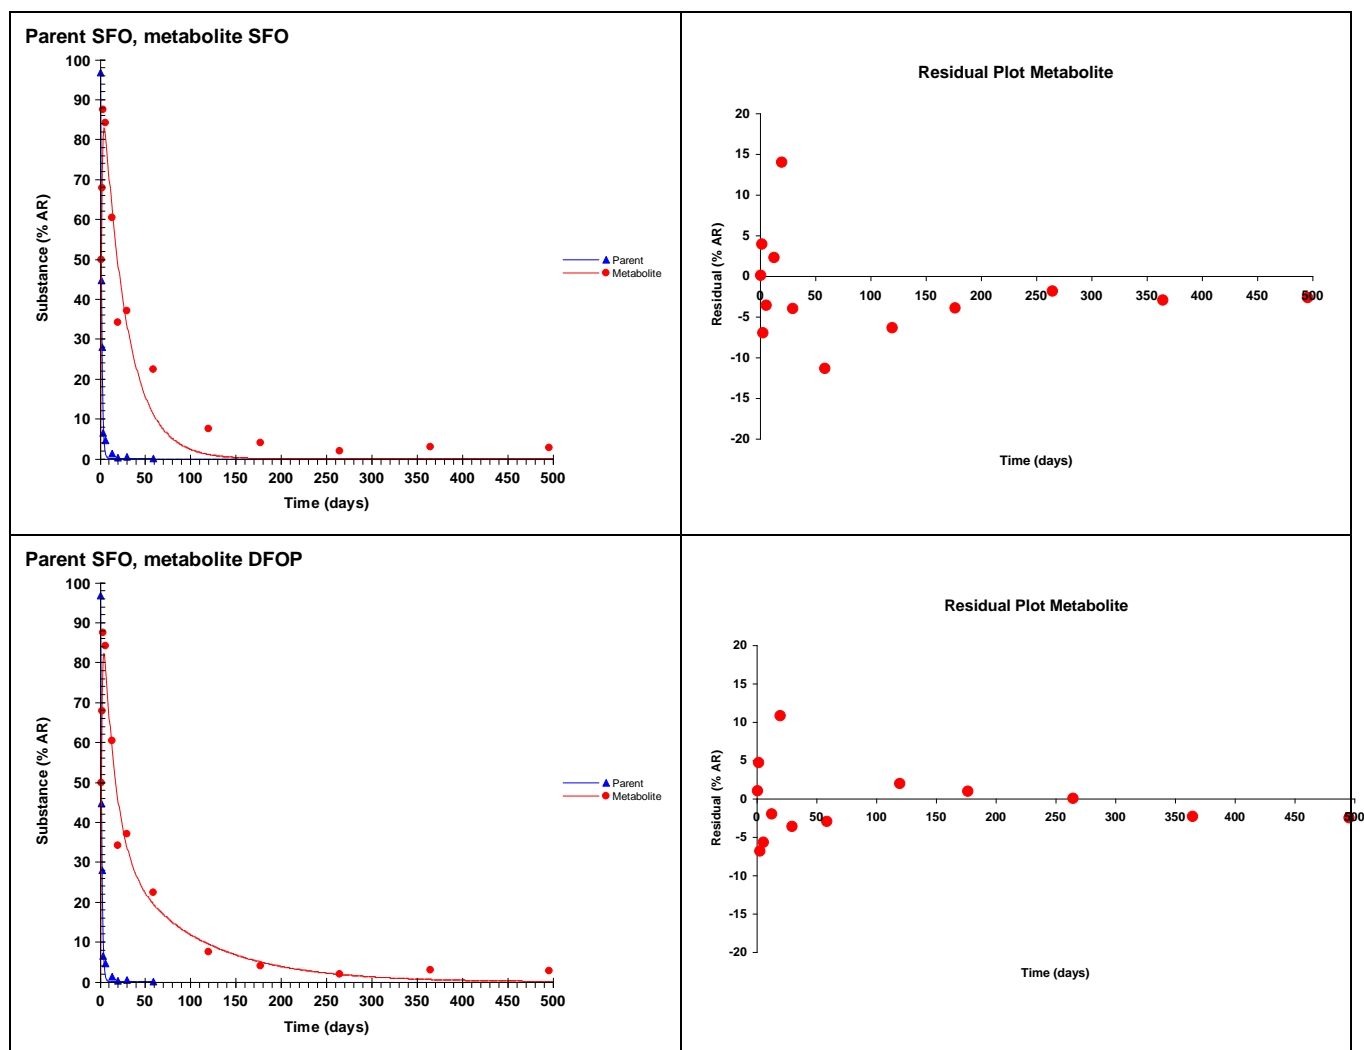 Parent SFO, metabolite SFO
100
90
80
70
60
50
40
30
20
10
0
Substance (% AR)
0 50 100 150 200 250 300 350 400 450 500
Time (days)
Parent
Metabolite
Residual Plot Metabolite
20
15
10
5
0
-5
-10
-15
-20
Residual (% AR)
0 50 100 150 200 250 300 350 400 450 500
Time (days)
Parent SFO, metabolite DFOP
100
90
80
70
60
50
40
30
20
10
0
Substance (% AR)
0 50 100 150 200 250 300 350 400 450 500
Time (days)
Parent
Metabolite
Residual Plot Metabolite
20
15
10
5
0
-5
-10
-15
-20
Residual (% AR)
0 50 100 150 200 250 300 350 400 450 500
Time (days)